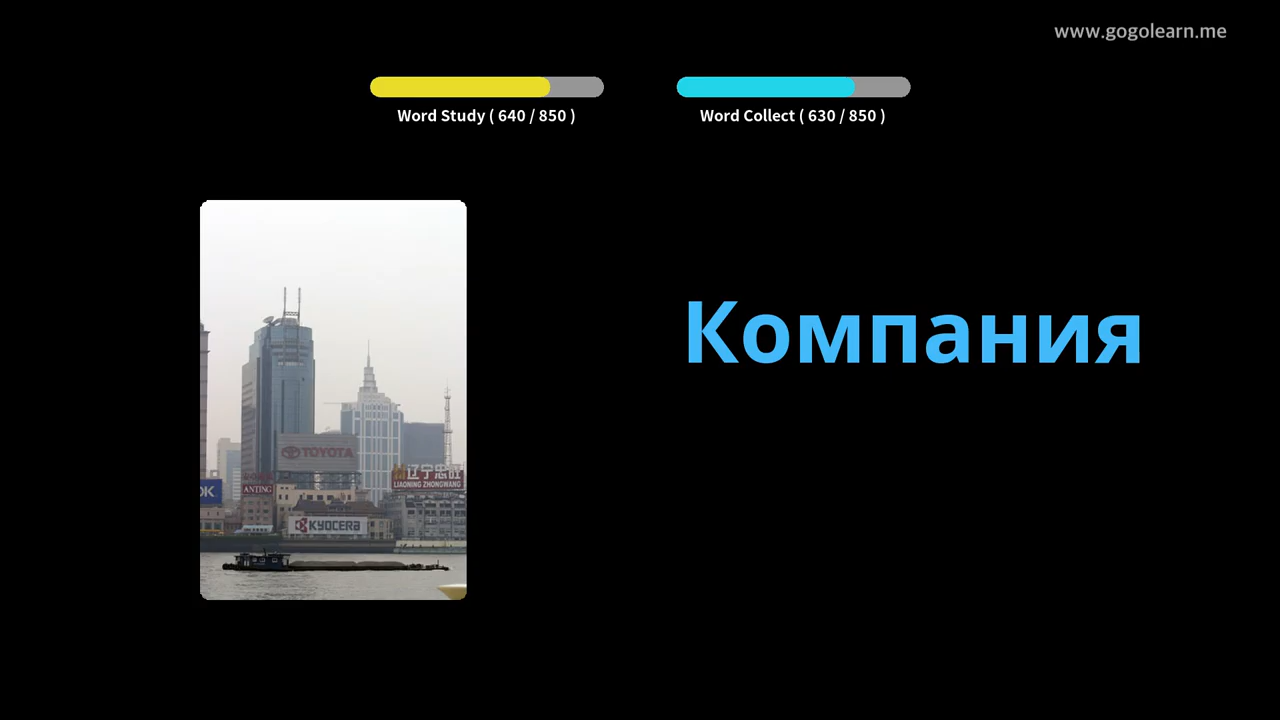 www.gogolearn.me
Word Study ( 640 / 850 )
Word Collect ( 630 / 850 )
Компания
TOYOTA
辽宁忠旺
LIAONING ZHONGWANG
OK
ANTING
KYOCERA